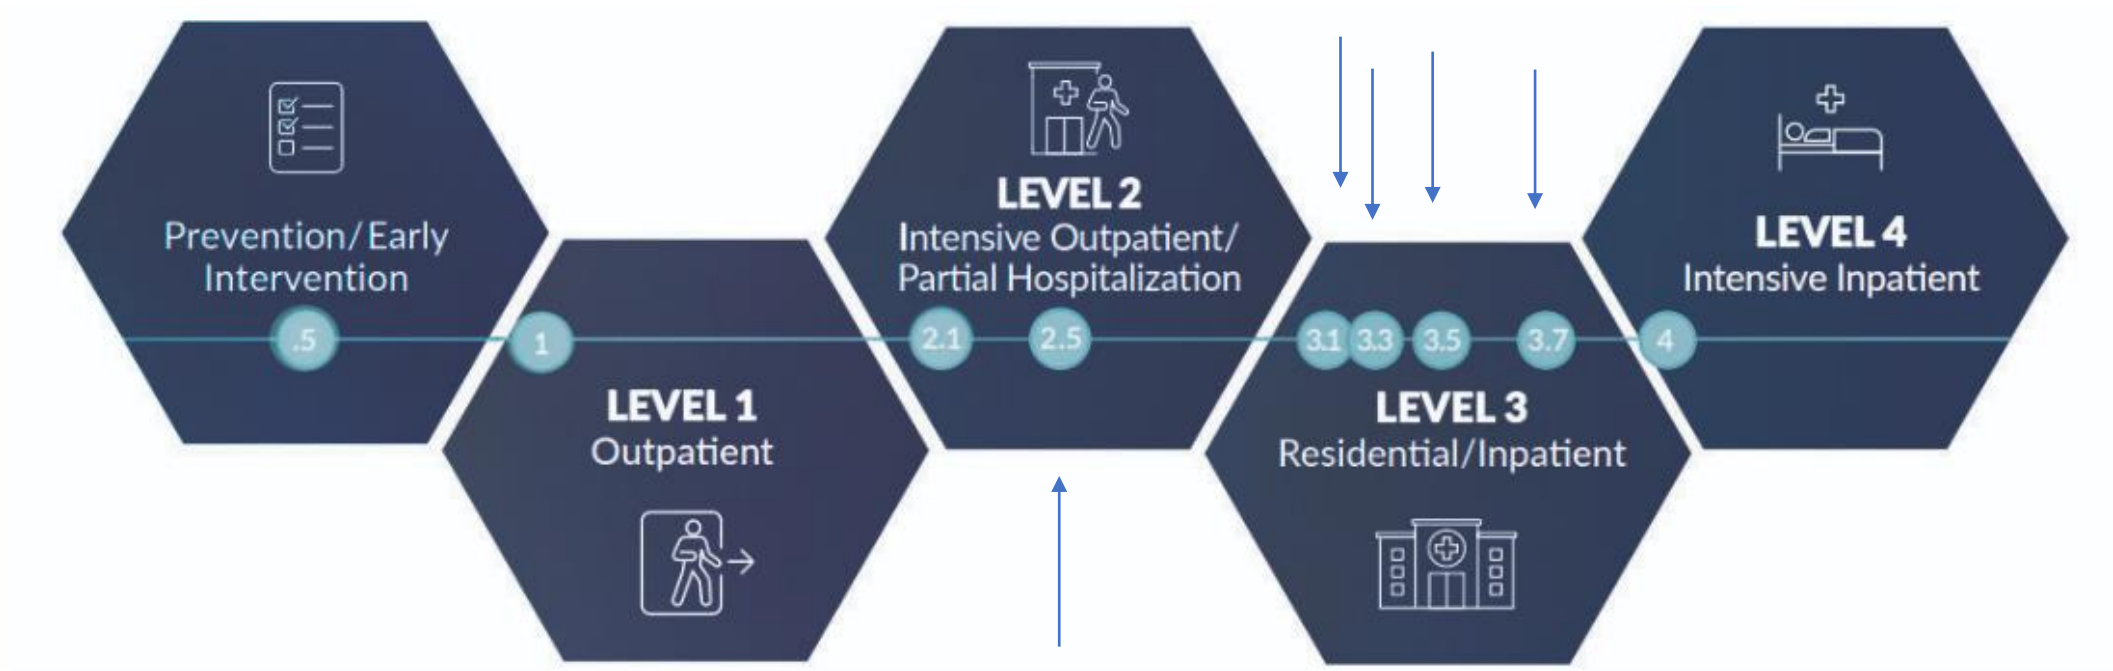 Prevention/Early
Intervention
.5
1
LEVEL 1
Outpatient
LEVEL 2
Intensive Outpatient/
Partial Hospitalization
2.1
2.5
3.1
3.3
3.5
3.7
LEVEL 3
Residential/Inpatient
LEVEL 4
Intensive Inpatient
4